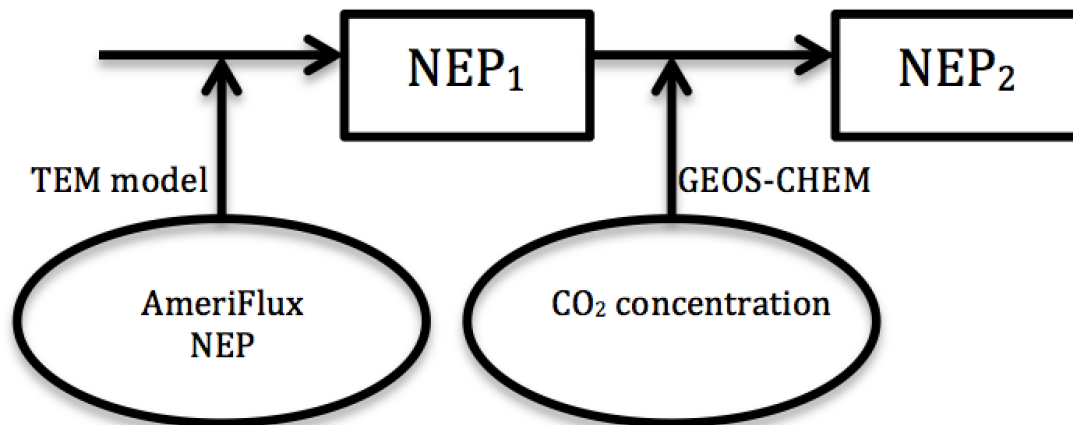 NEP₁
NEP₂
TEM model
GEOS-CHEM
AmeriFlux
NEP
CO₂ concentration